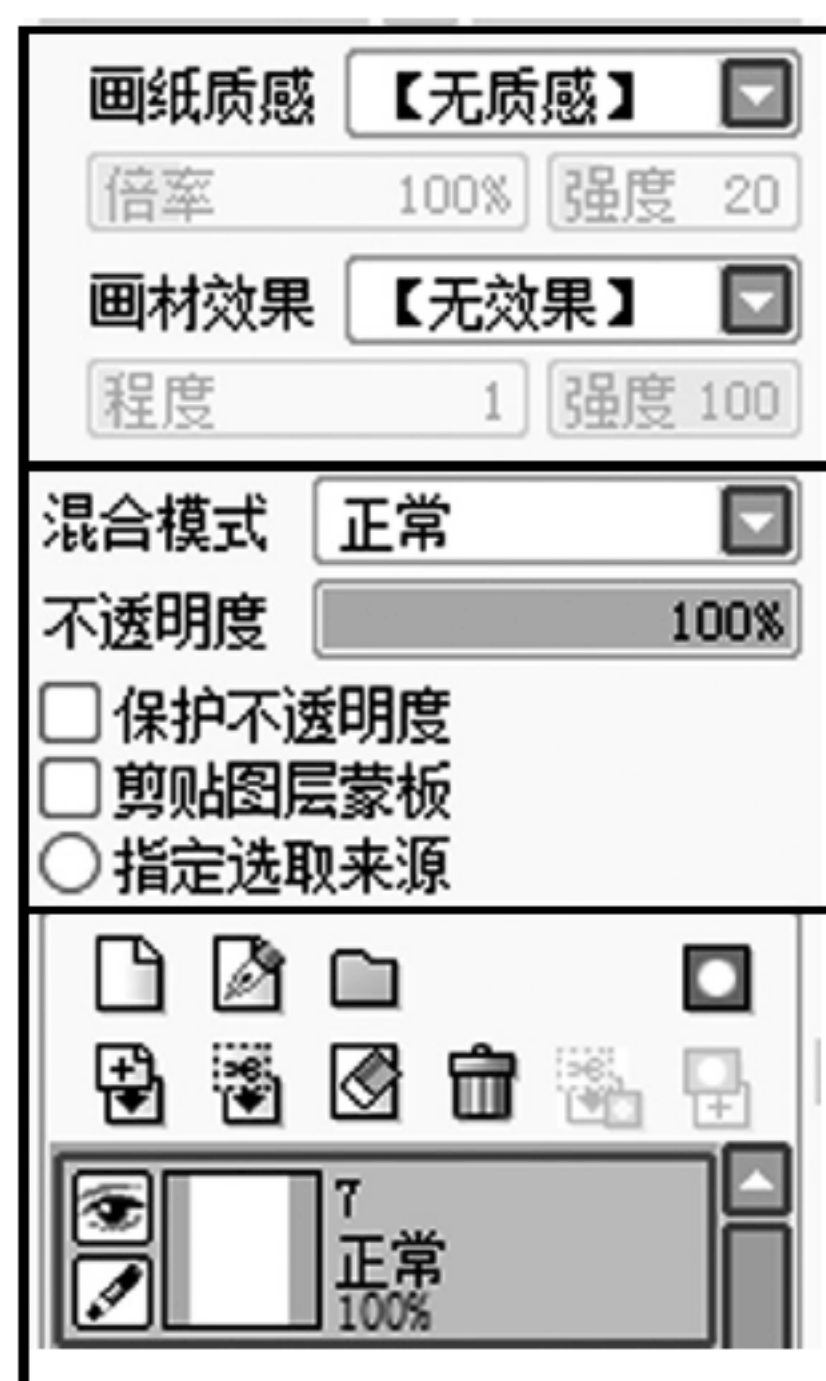 画纸质感 【无质感】
倍率 100% 强度 20
画材效果 【无效果】
程度 1 强度 100
混合模式 正常
不透明度 100%
保护不透明度
剪贴图层蒙板
指定选取来源
7
正常
100%